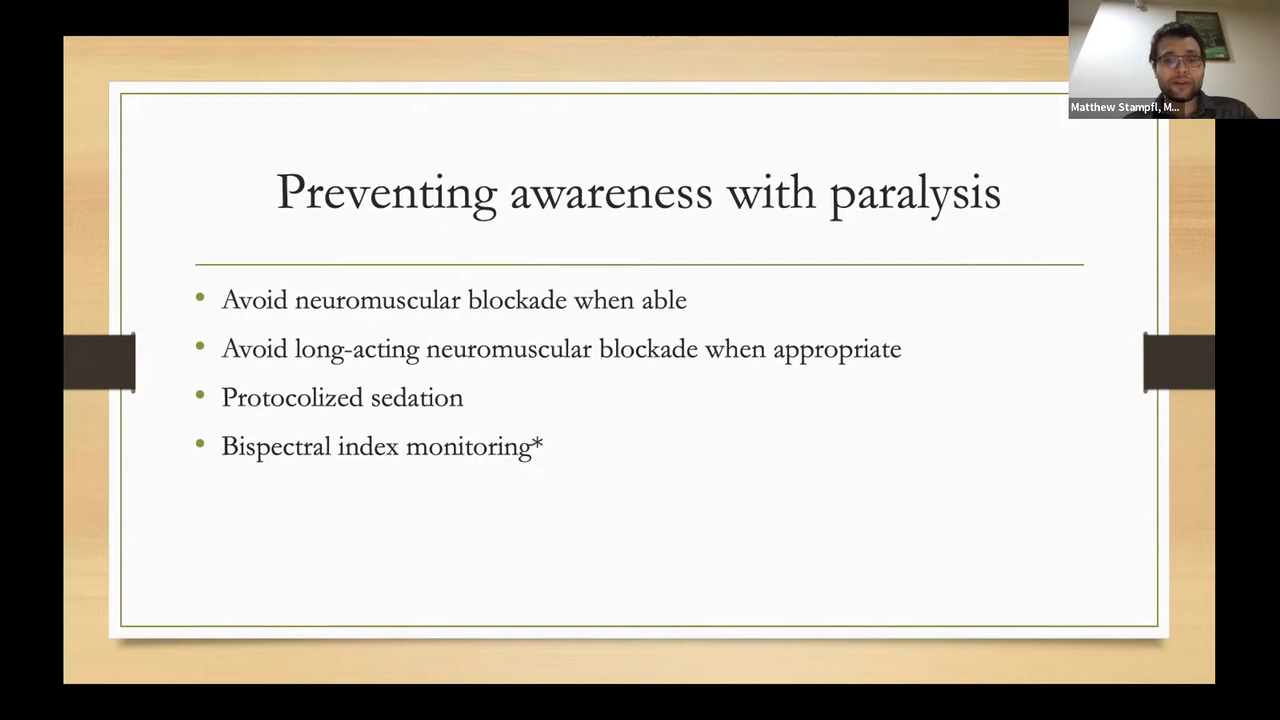 Matthew Stampfl, M...
Preventing awareness with paralysis
• Avoid neuromuscular blockade when able
• Avoid long-acting neuromuscular blockade when appropriate
• Protocolized sedation
• Bispectral index monitoring*